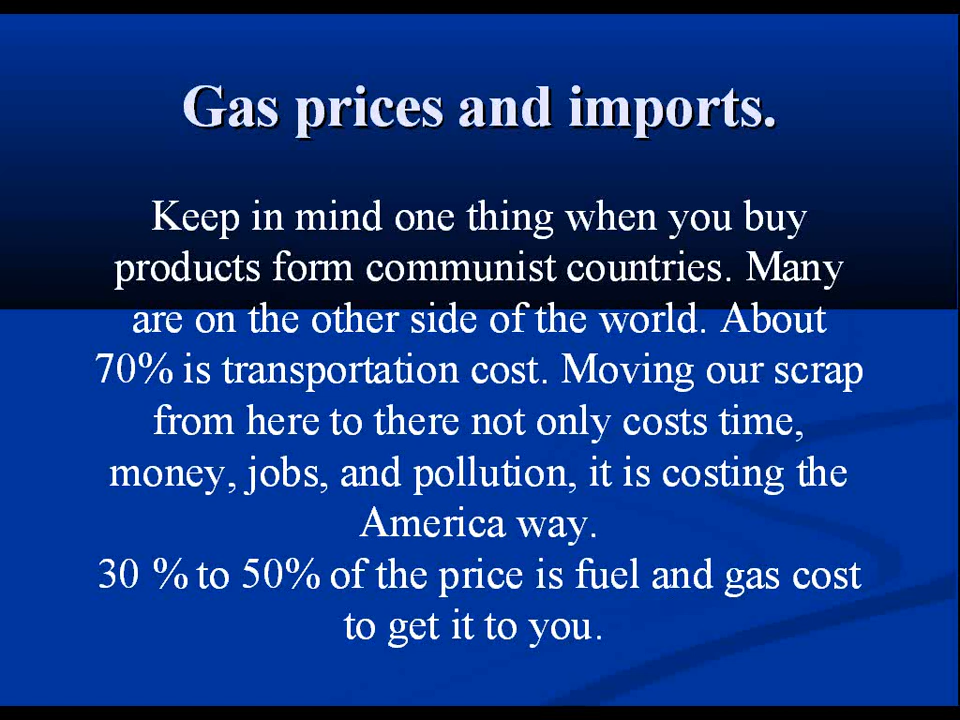 Gas prices and imports.
Keep in mind one thing when you buy
products form communist countries. Many
are on the other side of the world. About
70% is transportation cost. Moving our scrap
from here to there not only costs time,
money, jobs, and pollution, it is costing the
America way.
30 % to 50% of the price is fuel and gas cost
to get it to you.